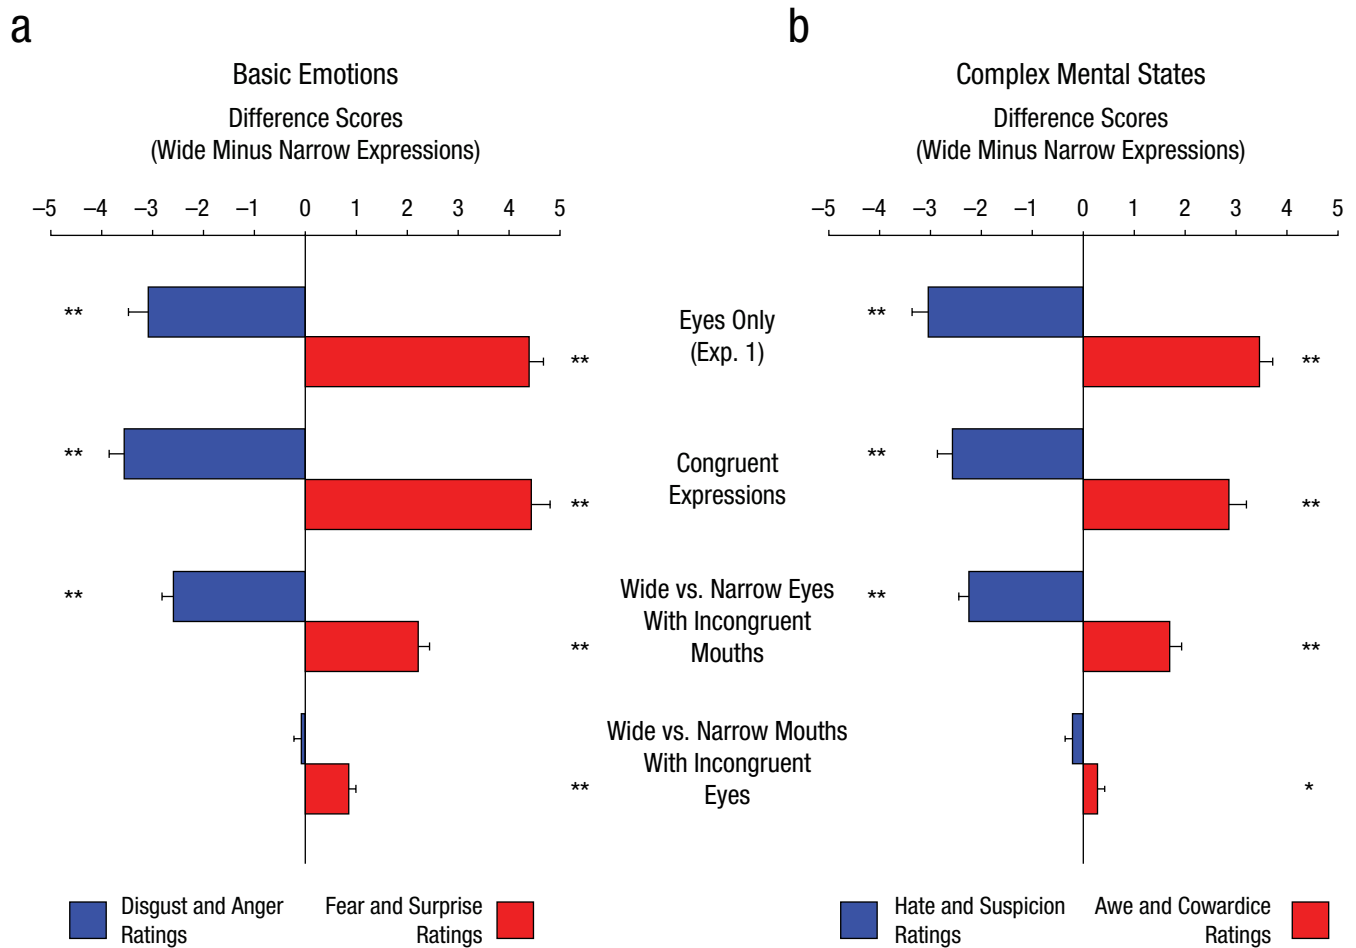 a
b
Basic Emotions
Difference Scores
(Wide Minus Narrow Expressions)
–5 –4 –3 –2 –1 0 1 2 3 4 5
Complex Mental States
Difference Scores
(Wide Minus Narrow Expressions)
–5 –4 –3 –2 –1 0 1 2 3 4 5
** ** Eyes Only
(Exp. 1)
** **
** ** Congruent
Expressions
** **
** ** Wide vs. Narrow Eyes
With Incongruent
Mouths
** **
Wide vs. Narrow Mouths
With Incongruent
Eyes
** *
Disgust and Anger
Ratings
Fear and Surprise
Ratings
Hate and Suspicion
Ratings
Awe and Cowardice
Ratings